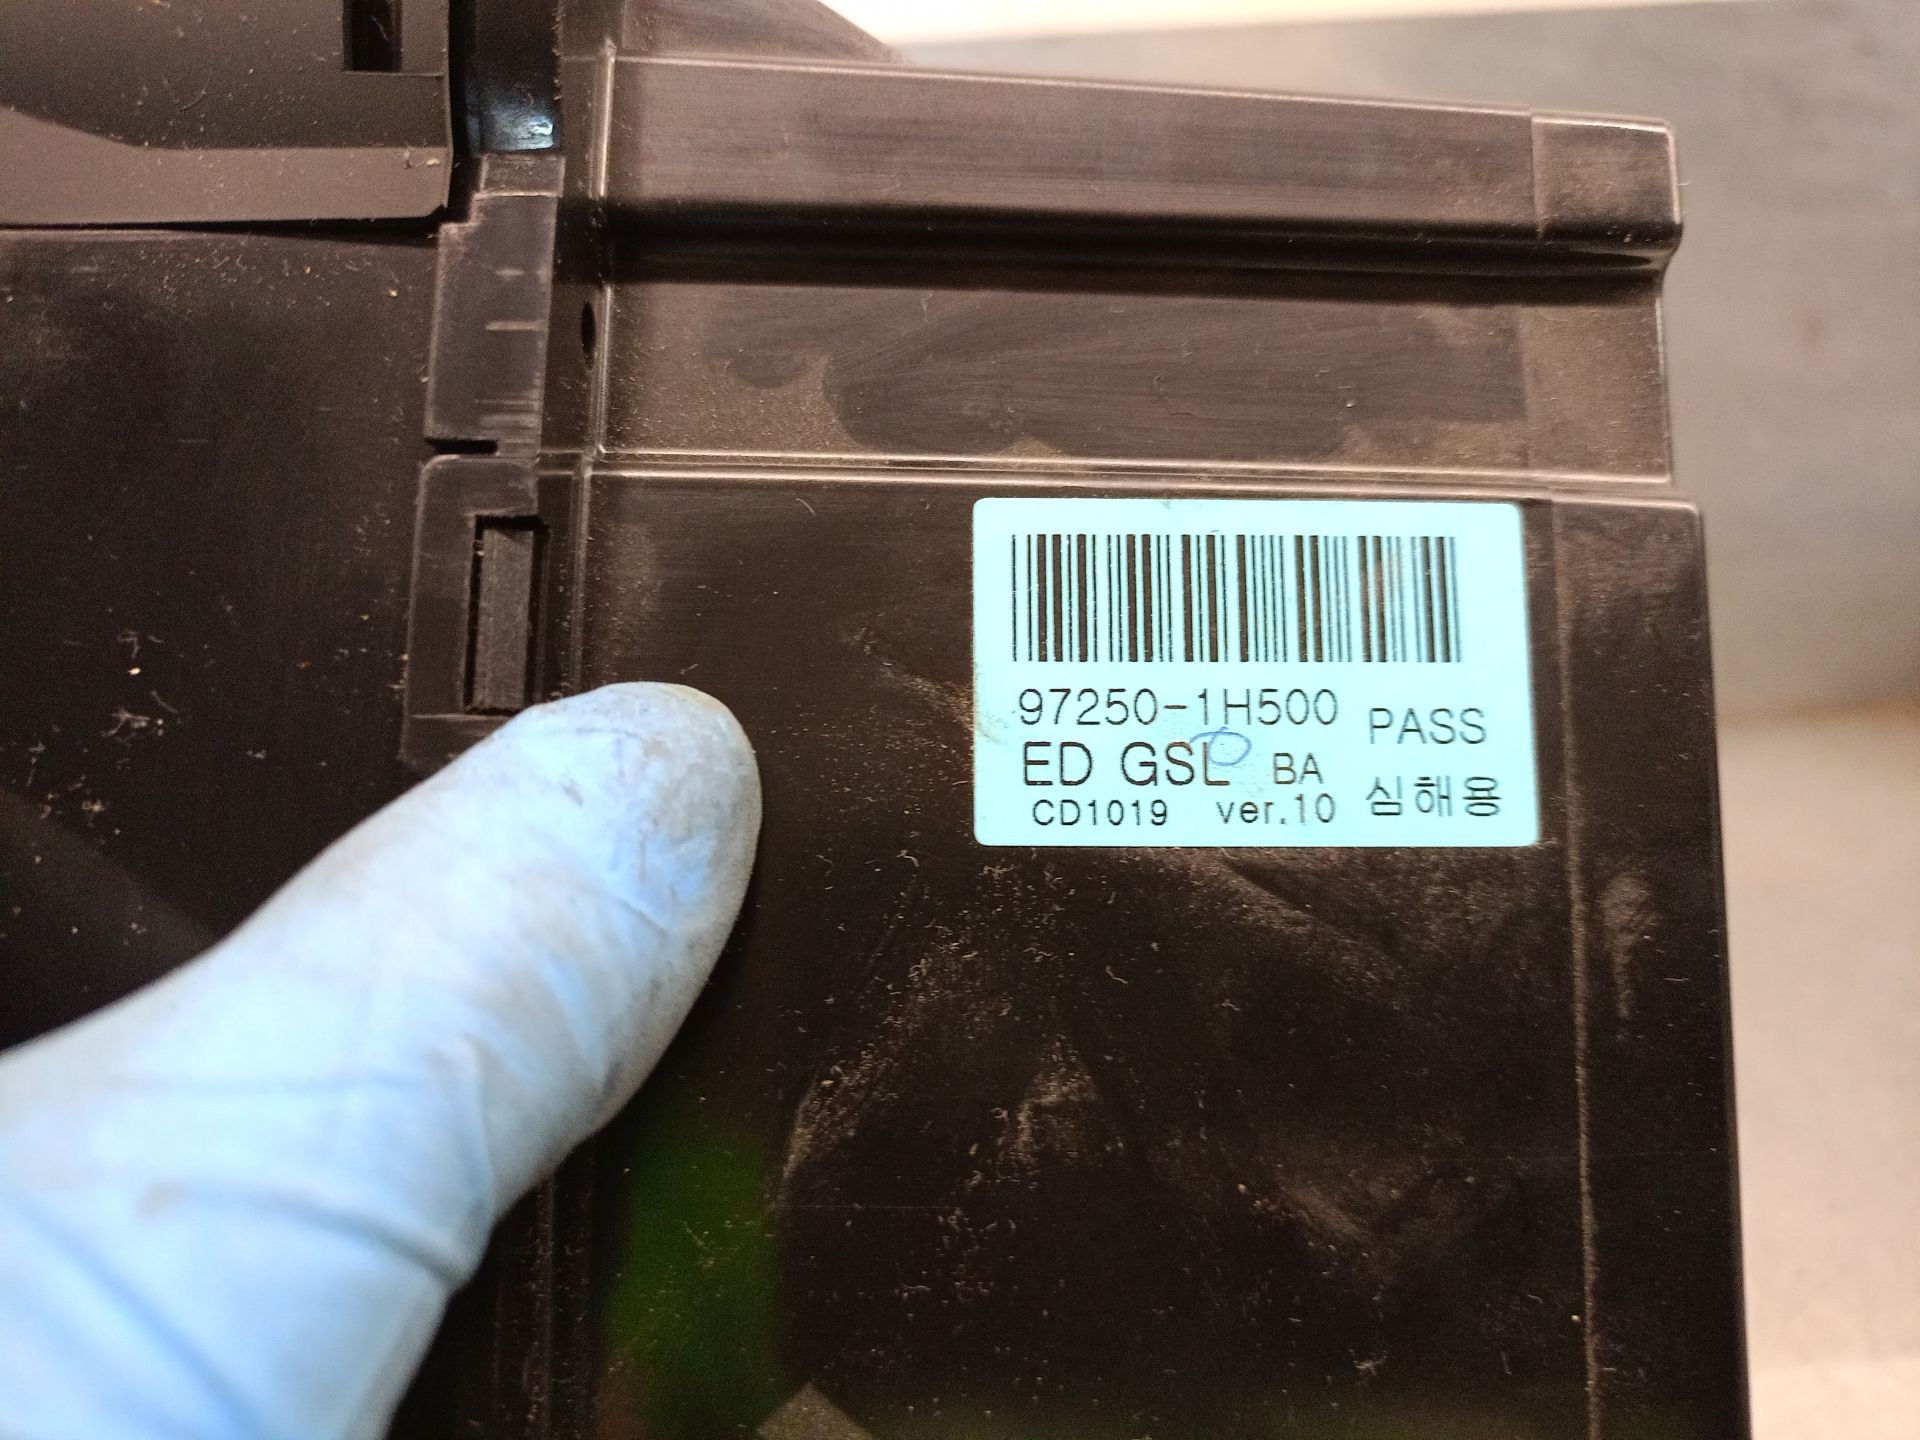 97250-1H500
PASS
ED GSL BA
심해용
CD1019 ver.10